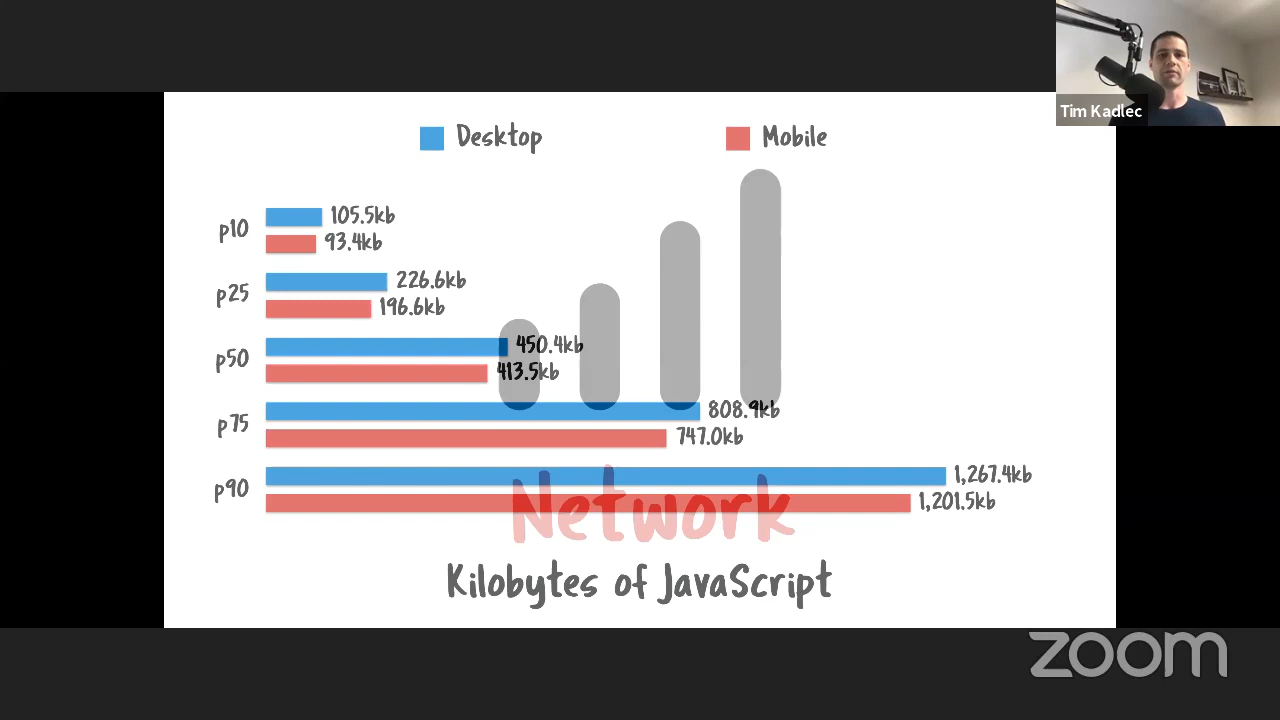 Tim Kadlec
Desktop
Mobile
p10
105.5kb
93.4kb
p25
226.6kb
196.6kb
p50
450.4kb
413.5kb
p75
808.9kb
747.0kb
p90
1,267.4kb
1,201.5kb
Network
Kilobytes of JavaScript
zoom